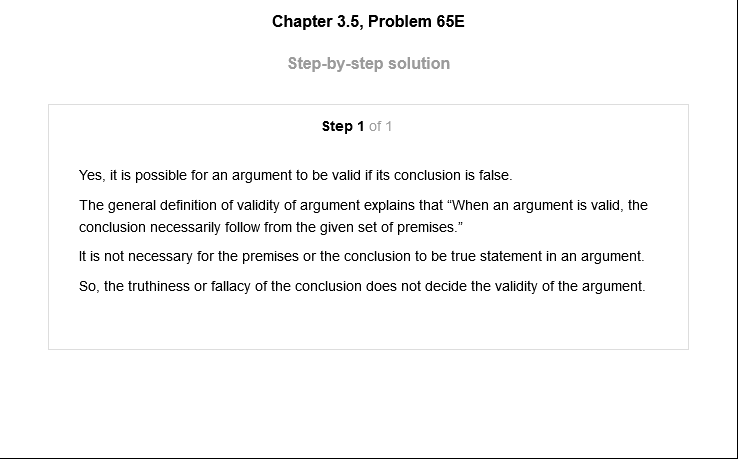 Chapter 3.5, Problem 65E
Step-by-step solution
Step 1 of 1
Yes, it is possible for an argument to be valid if its conclusion is false.
The general definition of validity of argument explains that “When an argument is valid, the
conclusion necessarily follow from the given set of premises.”
It is not necessary for the premises or the conclusion to be true statement in an argument.
So, the truthiness or fallacy of the conclusion does not decide the validity of the argument.